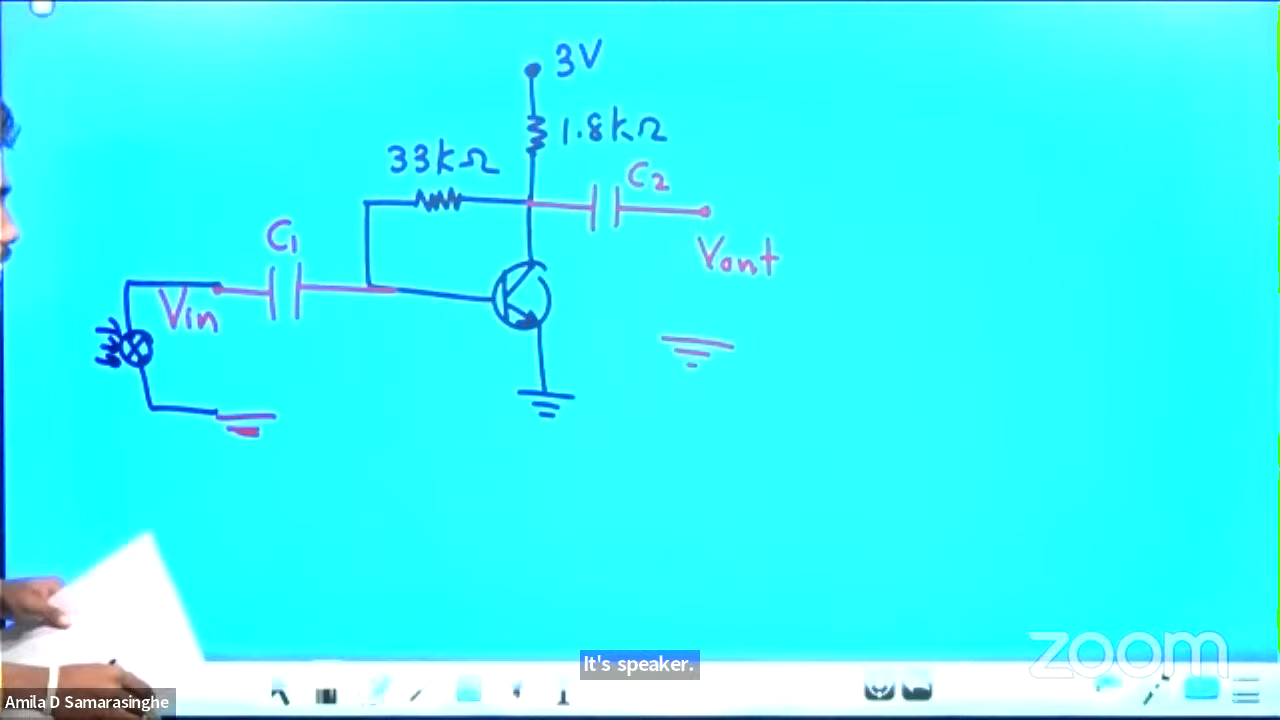 3V
1.8kΩ
33kΩ
C2
C1
Vout
Vin
It's speaker.
zoom
Amila D Samarasinghe